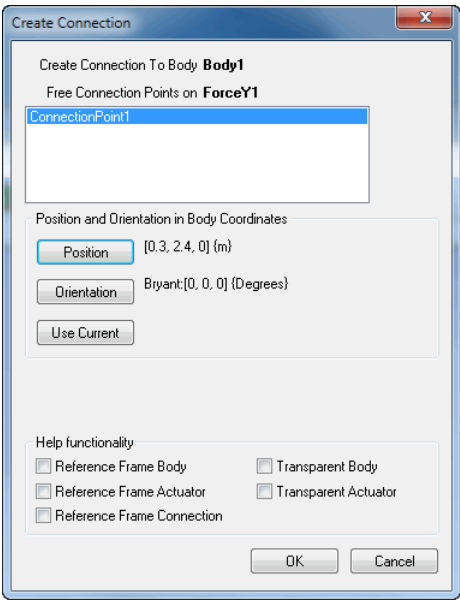 Create Connection
Create Connection To Body Body1
Free Connection Points on ForceY1
ConnectionPoint1
Position and Orientation in Body Coordinates
Position [0.3, 2.4, 0] {m}
Orientation Bryant:[0, 0, 0] {Degrees}
Use Current
Help functionality
Reference Frame Body Transparent Body
Reference Frame Actuator Transparent Actuator
Reference Frame Connection
OK Cancel